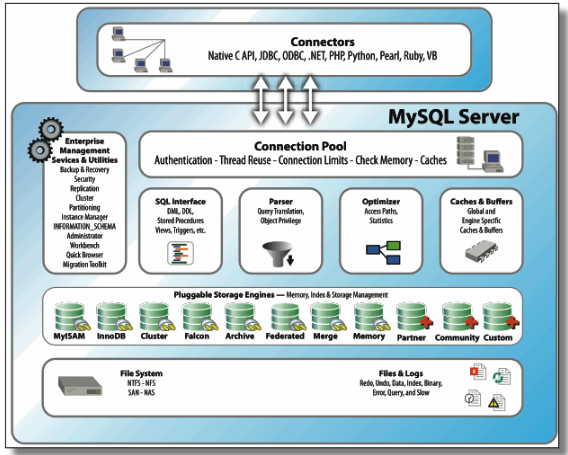 Connectors
Native C API, JDBC, ODBC, .NET, PHP, Python, Pearl, Ruby, VB
MySQL Server
Enterprise
Management
Sevices & Utilities
Backup & Recovery
Security
Replication
Cluster
Partitioning
Instance Manager
INFORMATION_SCHEMA
Administrator
Workbench
Quick Browser
Migration Toolkit
Connection Pool
Authentication - Thread Reuse - Connection Limits - Check Memory - Caches
SQL Interface
DML, DDL,
Stored Procedures
Views, Triggers, etc.
Parser
Query Translation,
Object Privilege
Optimizer
Access Paths,
Statistics
Caches & Buffers
Global and
Engine Specific
Caches & Buffers
Pluggable Storage Engines — Memory, Index & Storage Management
MyISAM
InnoDB
Cluster
Falcon
Archive
Federated
Merge
Memory
Partner
Community
Custom
File System
NTFS - NFS
SAN - NAS
Files & Logs
Redo, Undo, Data, Index, Binary,
Error, Query, and Slow